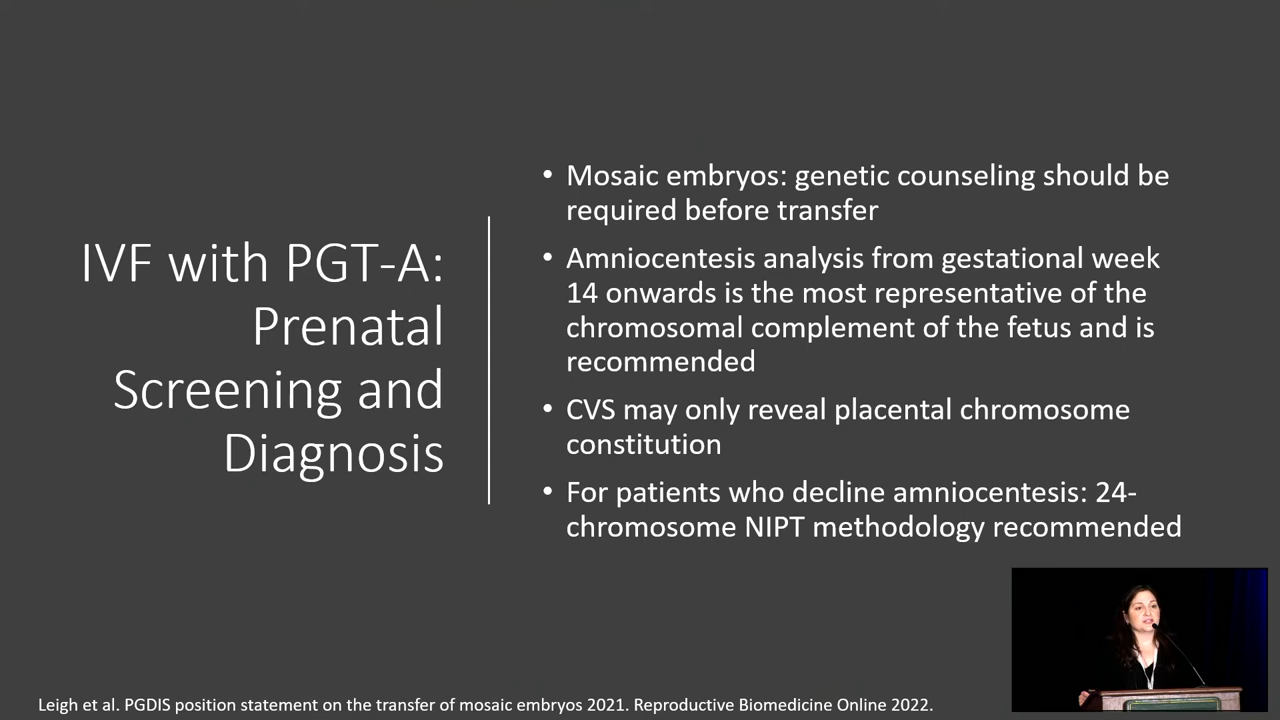 IVF with PGT-A:
Prenatal
Screening and
Diagnosis
• Mosaic embryos: genetic counseling should be
required before transfer
• Amniocentesis analysis from gestational week
14 onwards is the most representative of the
chromosomal complement of the fetus and is
recommended
• CVS may only reveal placental chromosome
constitution
• For patients who decline amniocentesis: 24-
chromosome NIPT methodology recommended
Leigh et al. PGDIS position statement on the transfer of mosaic embryos 2021. Reproductive Biomedicine Online 2022.